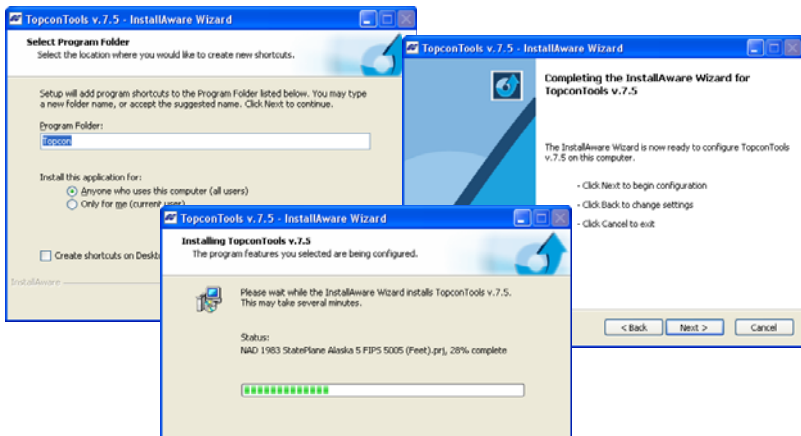 TopconTools v.7.5 - InstallAware Wizard
Select Program Folder
Select the location where you would like to create new shortcuts.
Setup will add program shortcuts to the Program Folder listed below. You may type
a new folder name, or accept the suggested name. Click Next to continue.
Program Folder:
Topcon
Install this application for:
Anyone who uses this computer (all users)
Only for me (current user)
Create shortcuts on Deskt
InstallAware
TopconTools v.7.5 - InstallAware Wizard
Completing the InstallAware Wizard for
TopconTools v.7.5
The InstallAware Wizard is now ready to configure TopconTools
v.7.5 on this computer.
- Click Next to begin configuration
- Click Back to change settings
- Click Cancel to exit
< Back Next > Cancel
TopconTools v.7.5 - InstallAware Wizard
Installing TopconTools v.7.5
The program features you selected are being configured.
Please wait while the InstallAware Wizard installs TopconTools v.7.5.
This may take several minutes.
Status:
NAD 1983 StatePlane Alaska 5 FIPS 5005 (Feet).prj, 28% complete